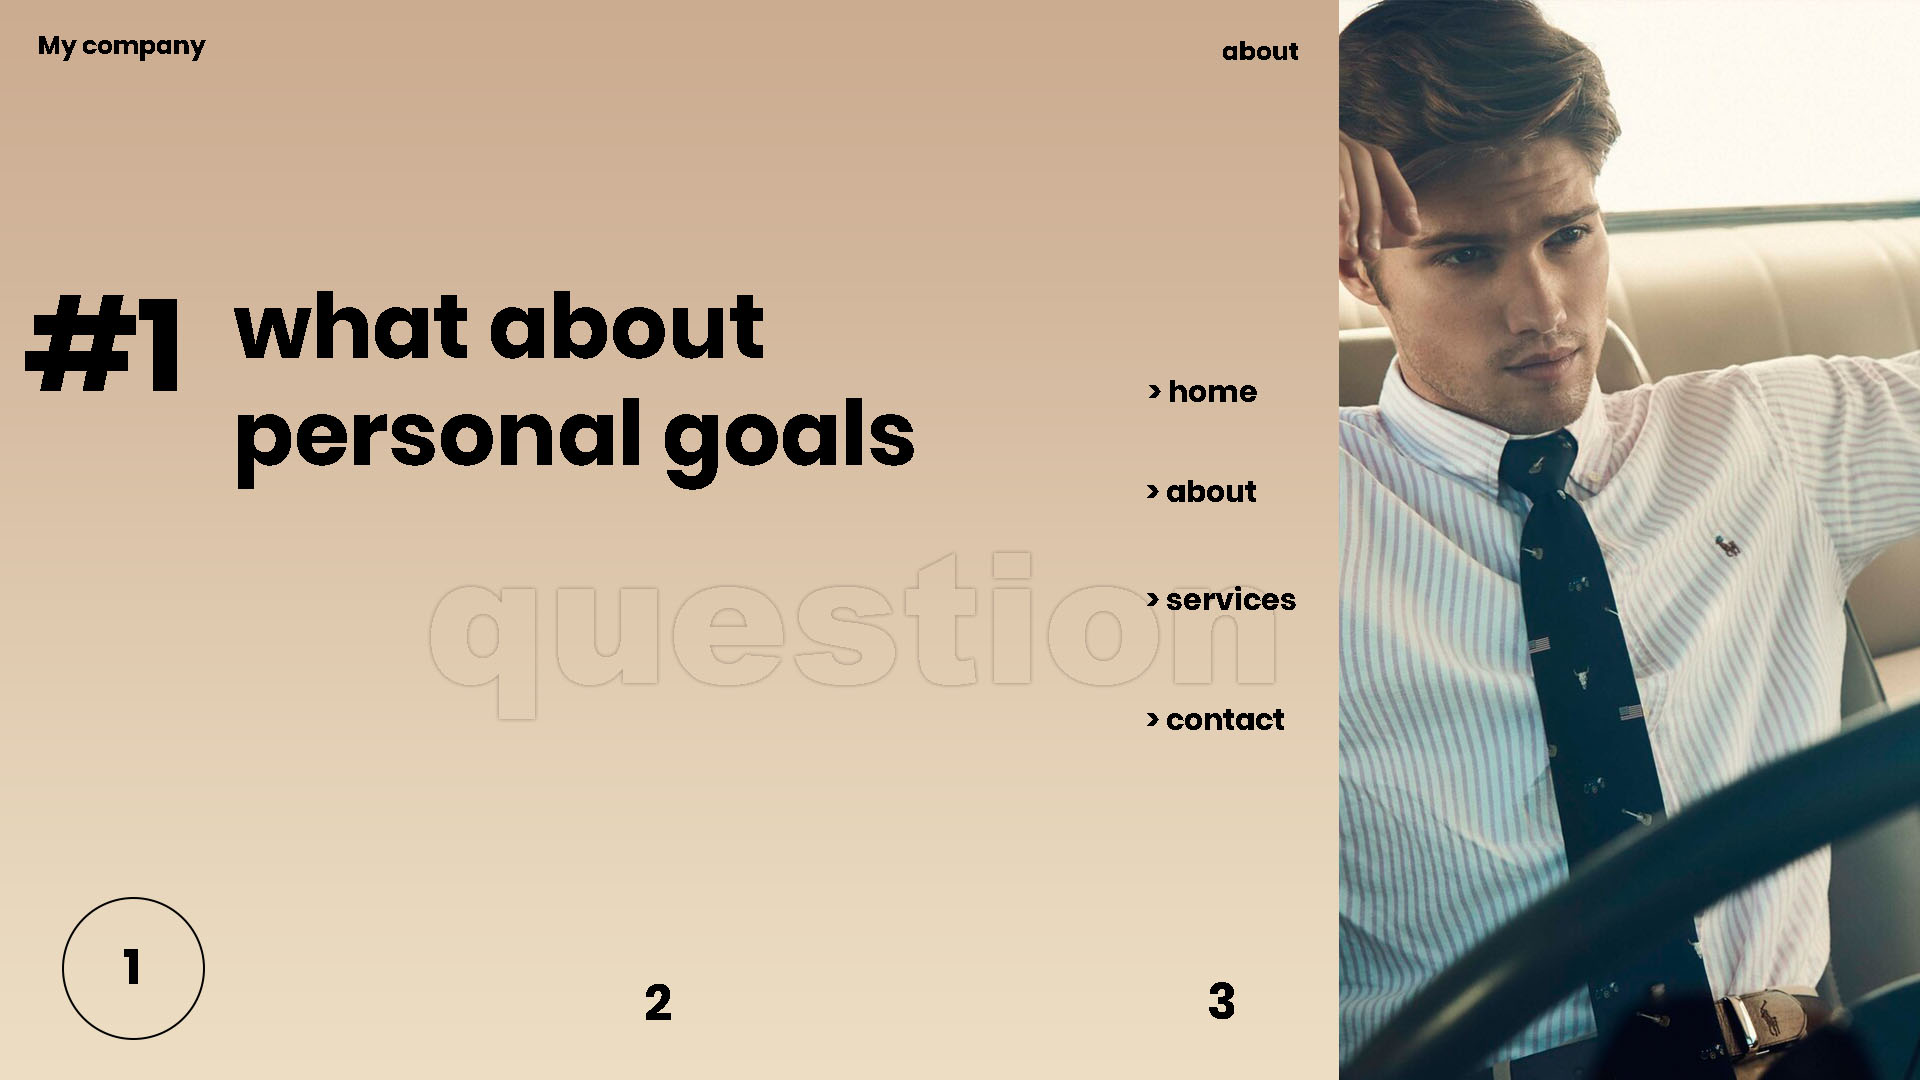 My company
about
#1
what about
personal goals
> home
> about
question
> services
> contact
1
2
3